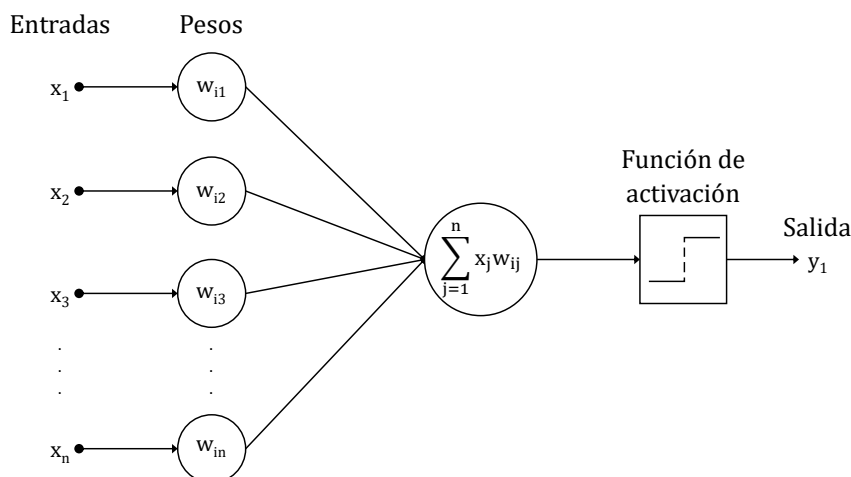 Entradas
Pesos
x₁
wᵢ₁
x₂
wᵢ₂
x₃
wᵢ₃
.
.
.
.
.
.
xₙ
wᵢₙ
n
∑ xⱼwᵢⱼ
j=1
Función de
activación
Salida
y₁